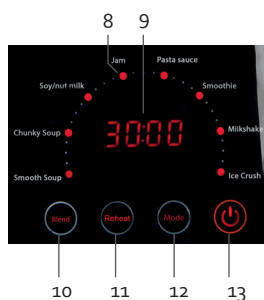 8 9
Jam Pasta sauce
Soy/nut milk Smoothie
30:00
Chunky Soup Milkshake
Smooth Soup Ice Crush
Blend Reheat Mode
10 11 12 13